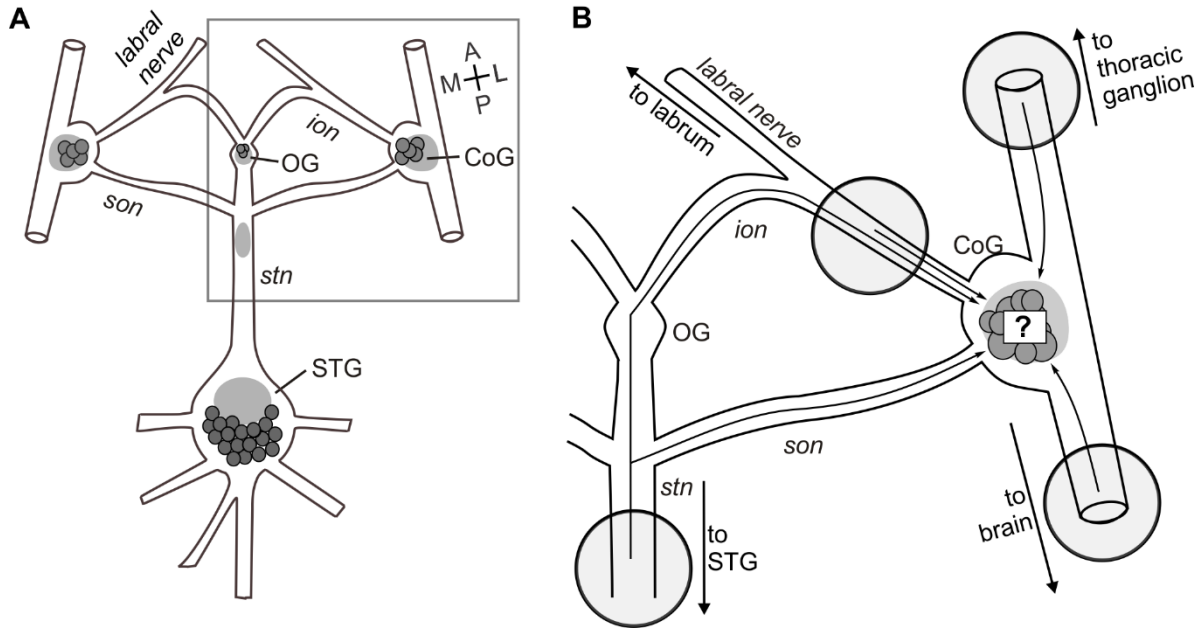 A
labral
nerve
A
M L
P
ion
OG
CoG
son
stn
STG
B
to
thoracic
ganglion
labral nerve
to labrum
ion
CoG
?
OG
son
stn
to
STG
to
brain